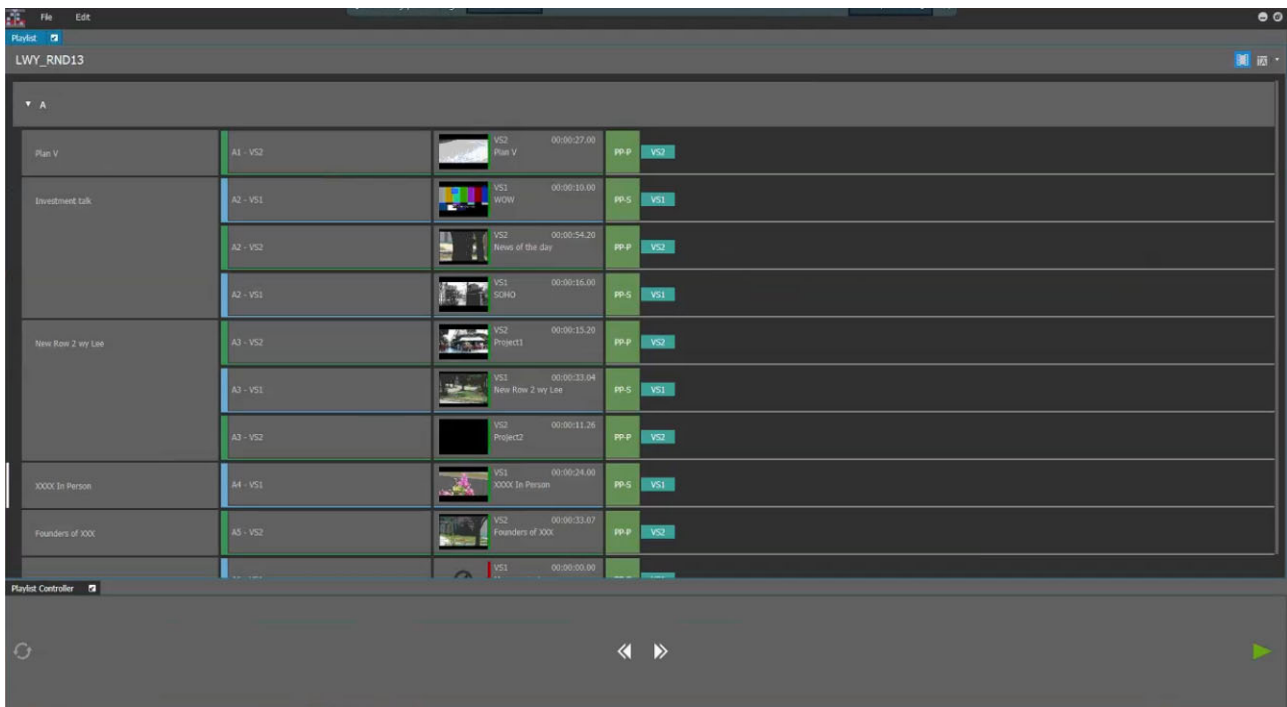 File Edit
Playlist
LWY_RND13
A
Plan V
A1 - VS2
VS2 00:00:27.00
Plan V
PP-P VS2
Investment talk
A2 - VS1
VS1 00:00:10.00
WOW
PP-S VS1
A2 - VS2
VS2 00:00:54.20
News of the day
PP-P VS2
A2 - VS1
VS1 00:00:16.00
SOHO
PP-S VS1
New Row 2 wy Lee
A3 - VS2
VS2 00:00:15.20
Project1
PP-P VS2
A3 - VS1
VS1 00:00:33.04
New Row 2 wy Lee
PP-S VS1
A3 - VS2
VS2 00:00:11.26
Project2
PP-P VS2
XXXX In Person
A4 - VS1
VS1 00:00:24.00
XXXX In Person
PP-S VS1
Founders of XXX
A5 - VS2
VS2 00:00:33.07
Founders of XXX
PP-P VS2
VS1 00:00:00.00
Playlist Controller